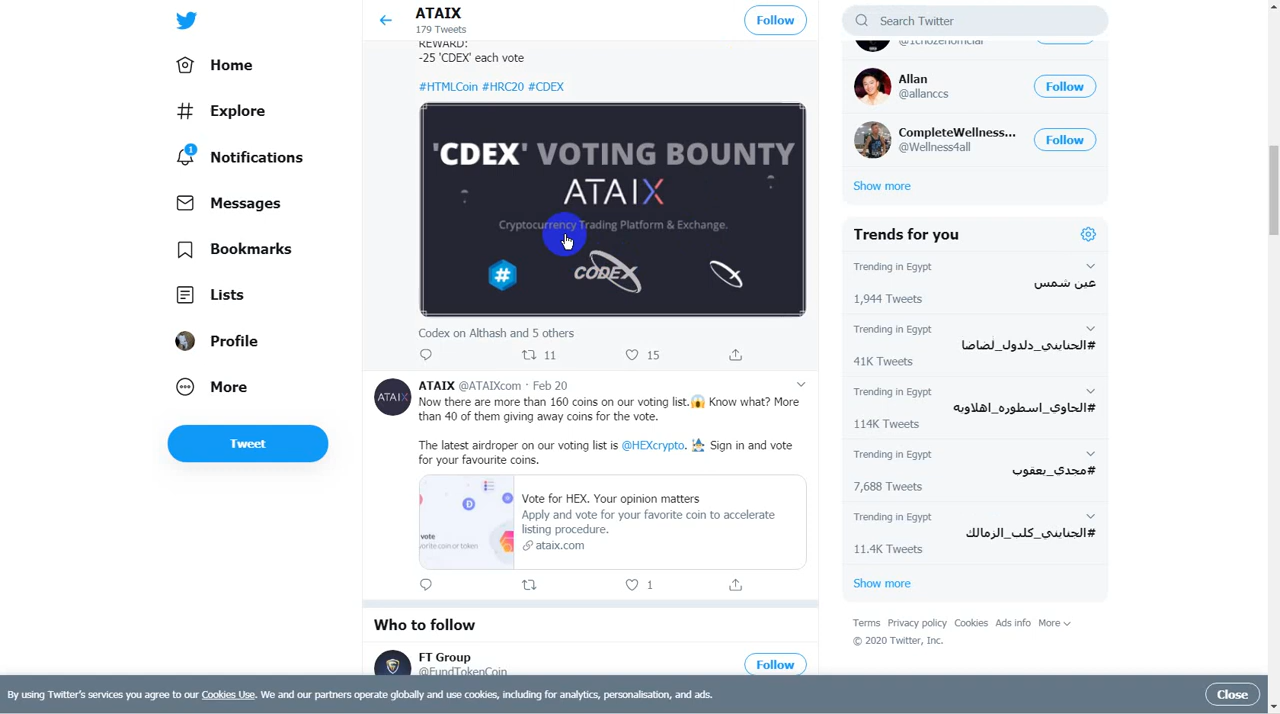 Home
Explore
1
Notifications
Messages
Bookmarks
Lists
Profile
More
Tweet
ATAIX
179 Tweets
Follow
REWARD:
-25 'CDEX' each vote
#HTMLCoin #HRC20 #CDEX
'CDEX' VOTING BOUNTY
ATAIX
Cryptocurrency Trading Platform & Exchange.
#
CODEX
Codex on Althash and 5 others
11
15
ATAIX
ATAIX @ATAIXcom · Feb 20
Now there are more than 160 coins on our voting list.😱 Know what? More
than 40 of them giving away coins for the vote.
The latest airdroper on our voting list is @HEXcrypto. Sign in and vote
for your favourite coins.
D
vote
orite coin or token
Vote for HEX. Your opinion matters
Apply and vote for your favorite coin to accelerate
listing procedure.
ataix.com
1
Who to follow
FT Group
@FundTokenCoin
Follow
Search Twitter
Allan
@allanccs
Follow
CompleteWellness...
@Wellness4all
Follow
Show more
Trends for you
Trending in Egypt
عين شمس
1,944 Tweets
Trending in Egypt
#الجنايني_دلدول_لضاضا
41K Tweets
Trending in Egypt
#الحاوي_اسطوره_اهلاويه
114K Tweets
Trending in Egypt
#مجدي_يعقوب
7,688 Tweets
Trending in Egypt
#الجنايني_كلب_الزمالك
11.4K Tweets
Show more
Terms Privacy policy Cookies Ads info More
© 2020 Twitter, Inc.
By using Twitter's services you agree to our Cookies Use. We and our partners operate globally and use cookies, including for analytics, personalisation, and ads.
Close